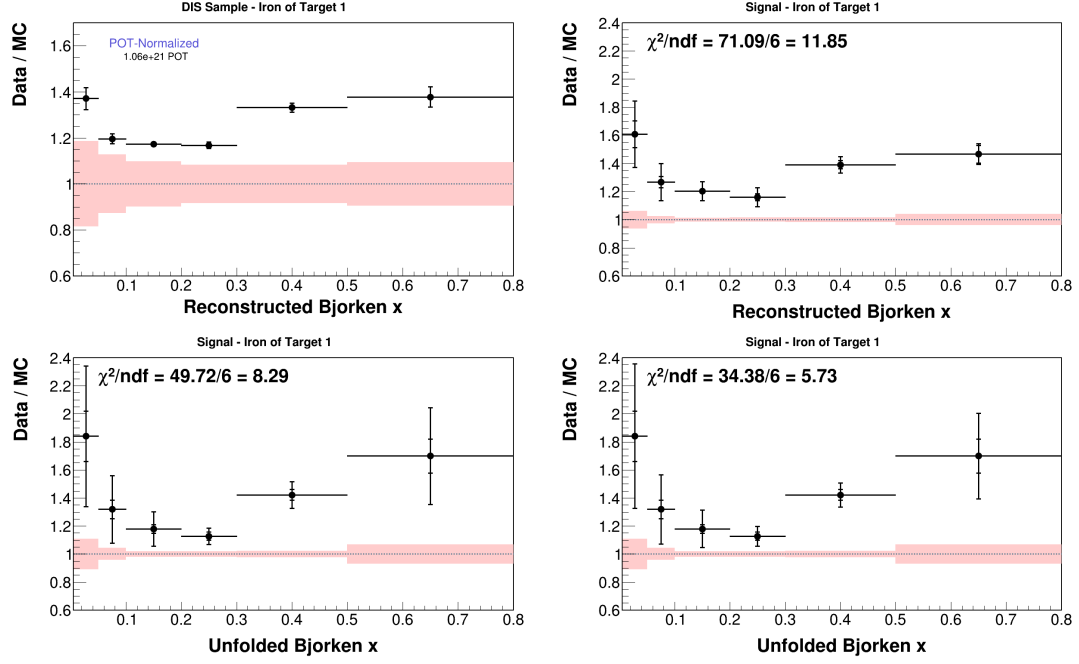 DIS Sample - Iron of Target 1
Data / MC
POT-Normalized
1.06e+21 POT
1.6
1.4
1.2
1
0.8
0.6
0.1 0.2 0.3 0.4 0.5 0.6 0.7 0.8
Reconstructed Bjorken x
Signal - Iron of Target 1
Data / MC
χ²/ndf = 71.09/6 = 11.85
2.4
2.2
2
1.8
1.6
1.4
1.2
1
0.8
0.6
0.1 0.2 0.3 0.4 0.5 0.6 0.7 0.8
Reconstructed Bjorken x
Signal - Iron of Target 1
Data / MC
χ²/ndf = 49.72/6 = 8.29
2.4
2.2
2
1.8
1.6
1.4
1.2
1
0.8
0.6
0.1 0.2 0.3 0.4 0.5 0.6 0.7 0.8
Unfolded Bjorken x
Signal - Iron of Target 1
Data / MC
χ²/ndf = 34.38/6 = 5.73
2.4
2.2
2
1.8
1.6
1.4
1.2
1
0.8
0.6
0.1 0.2 0.3 0.4 0.5 0.6 0.7 0.8
Unfolded Bjorken x